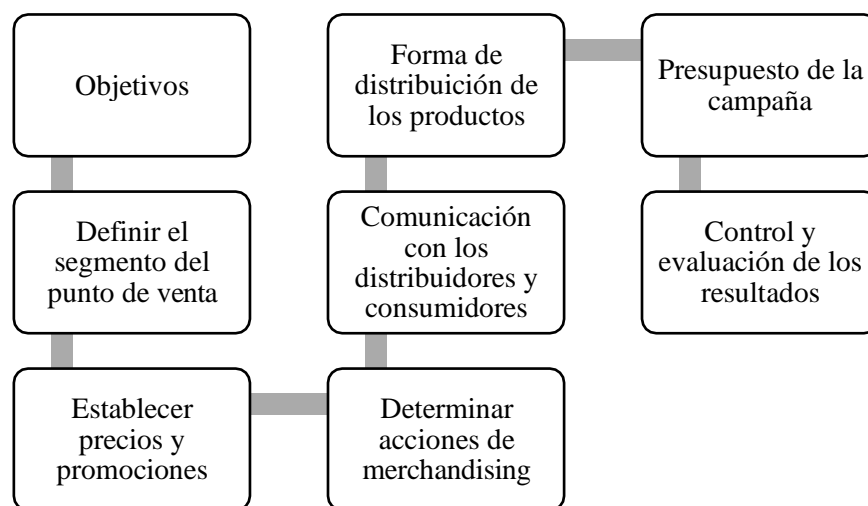 Objetivos
Definir el
segmento del
punto de venta
Establecer
precios y
promociones
Determinar
acciones de
merchandising
Comunicación
con los
distribuidores y
consumidores
Forma de
distribuición de
los productos
Presupuesto de la
campaña
Control y
evaluación de los
resultados